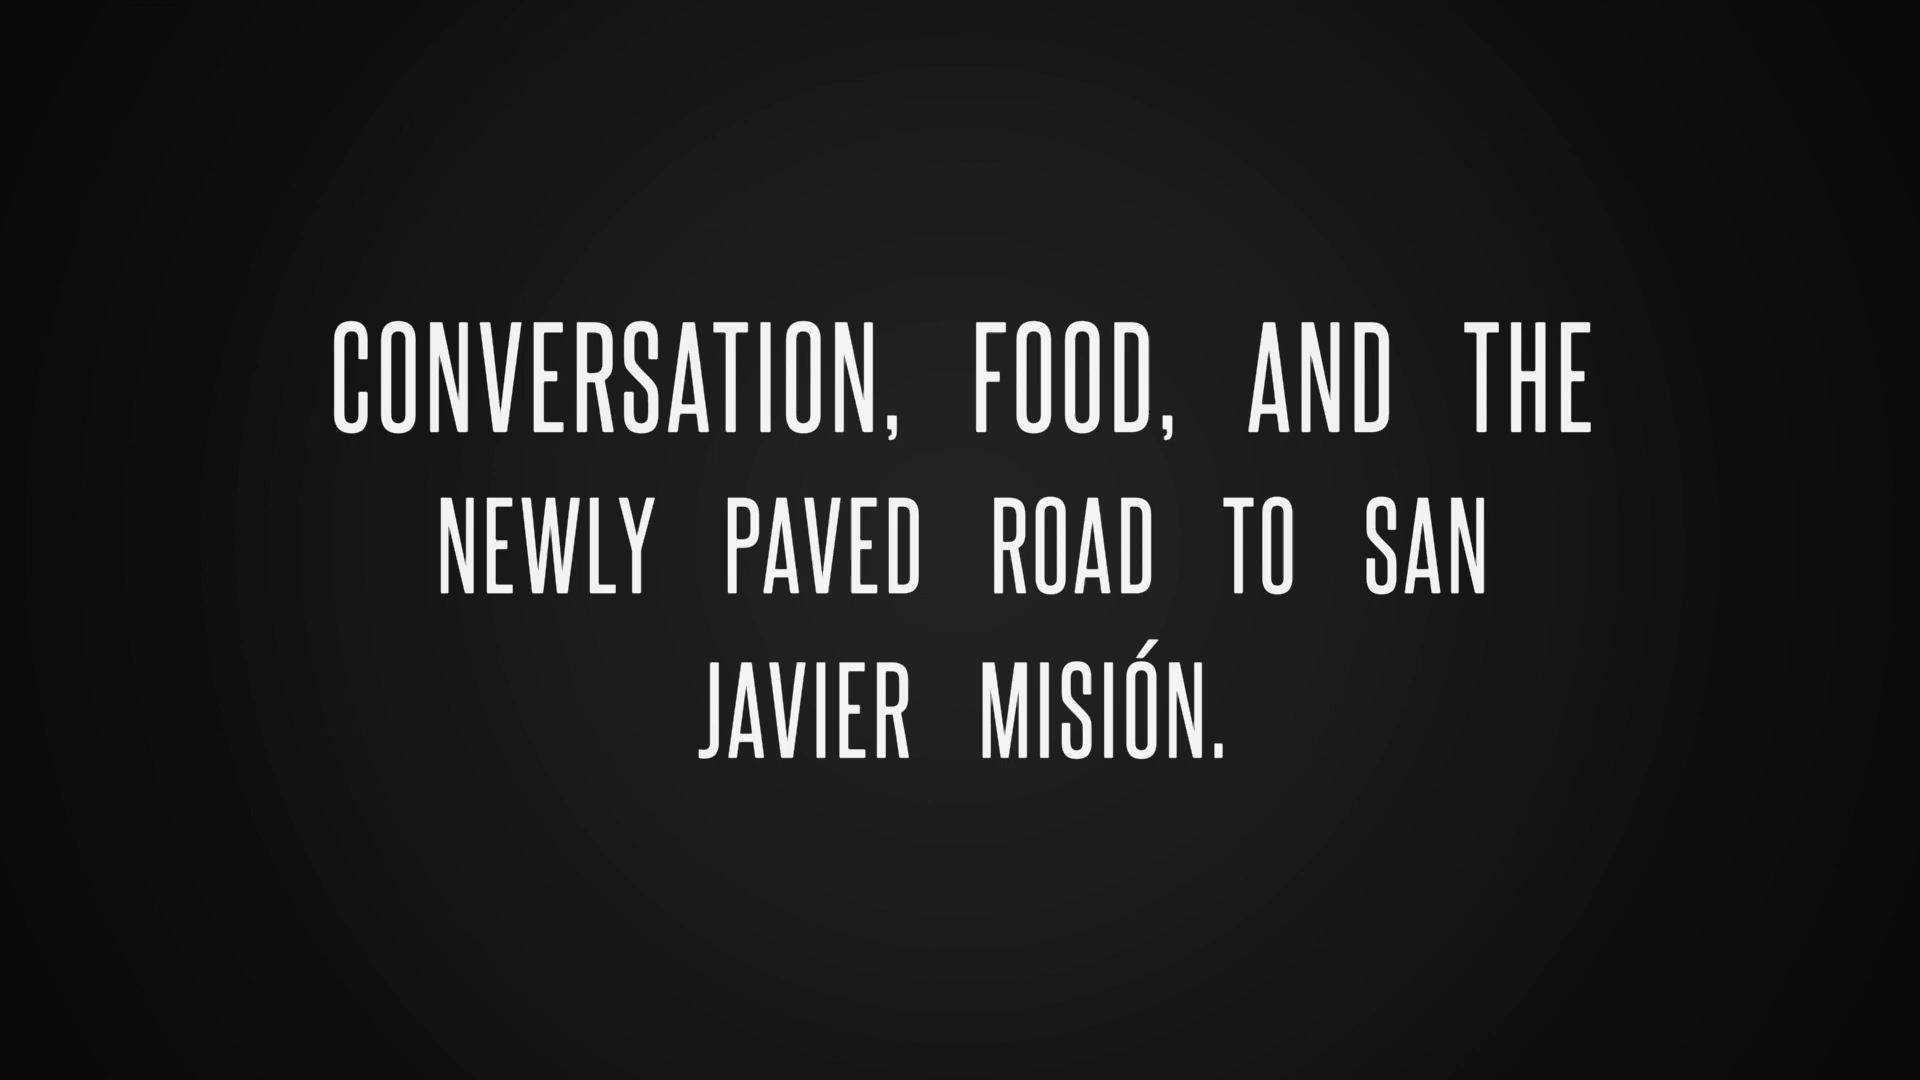 CONVERSATION, FOOD, AND THE
NEWLY PAVED ROAD TO SAN
JAVIER MISIÓN.